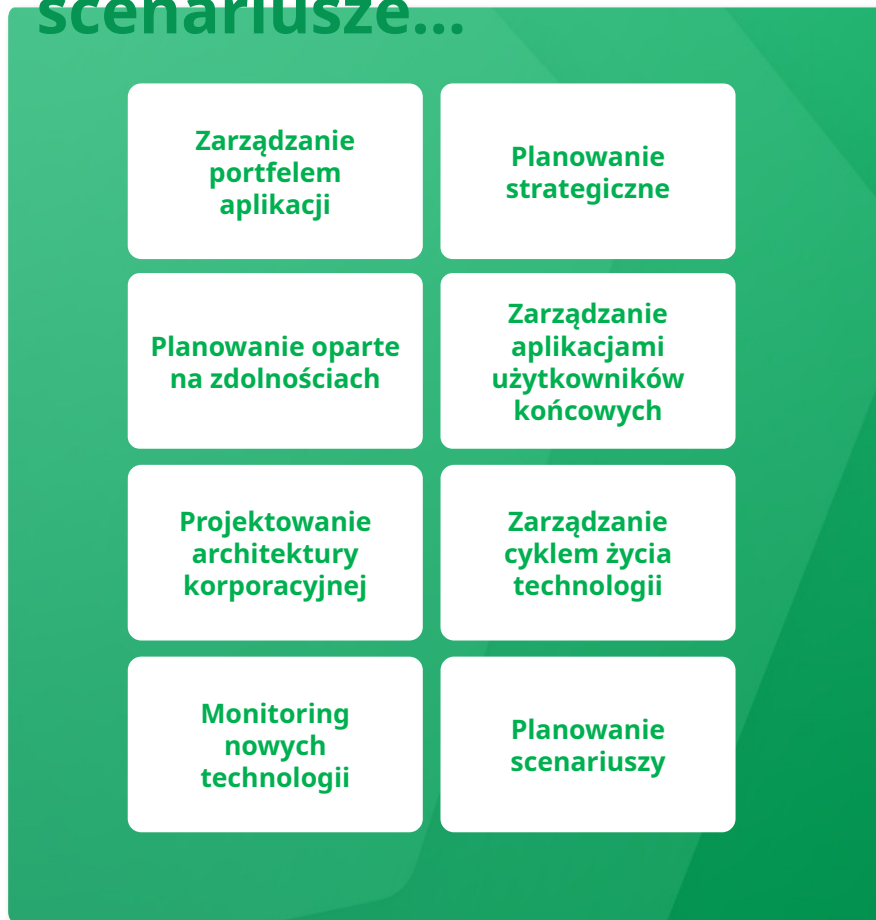 scenariusze...
Zarządzanie
portfelem
aplikacji
Planowanie
strategiczne
Planowanie oparte
na zdolnościach
Zarządzanie
aplikacjami
użytkowników
końcowych
Projektowanie
architektury
korporacyjnej
Zarządzanie
cyklem życia
technologii
Monitoring
nowych
technologii
Planowanie
scenariuszy